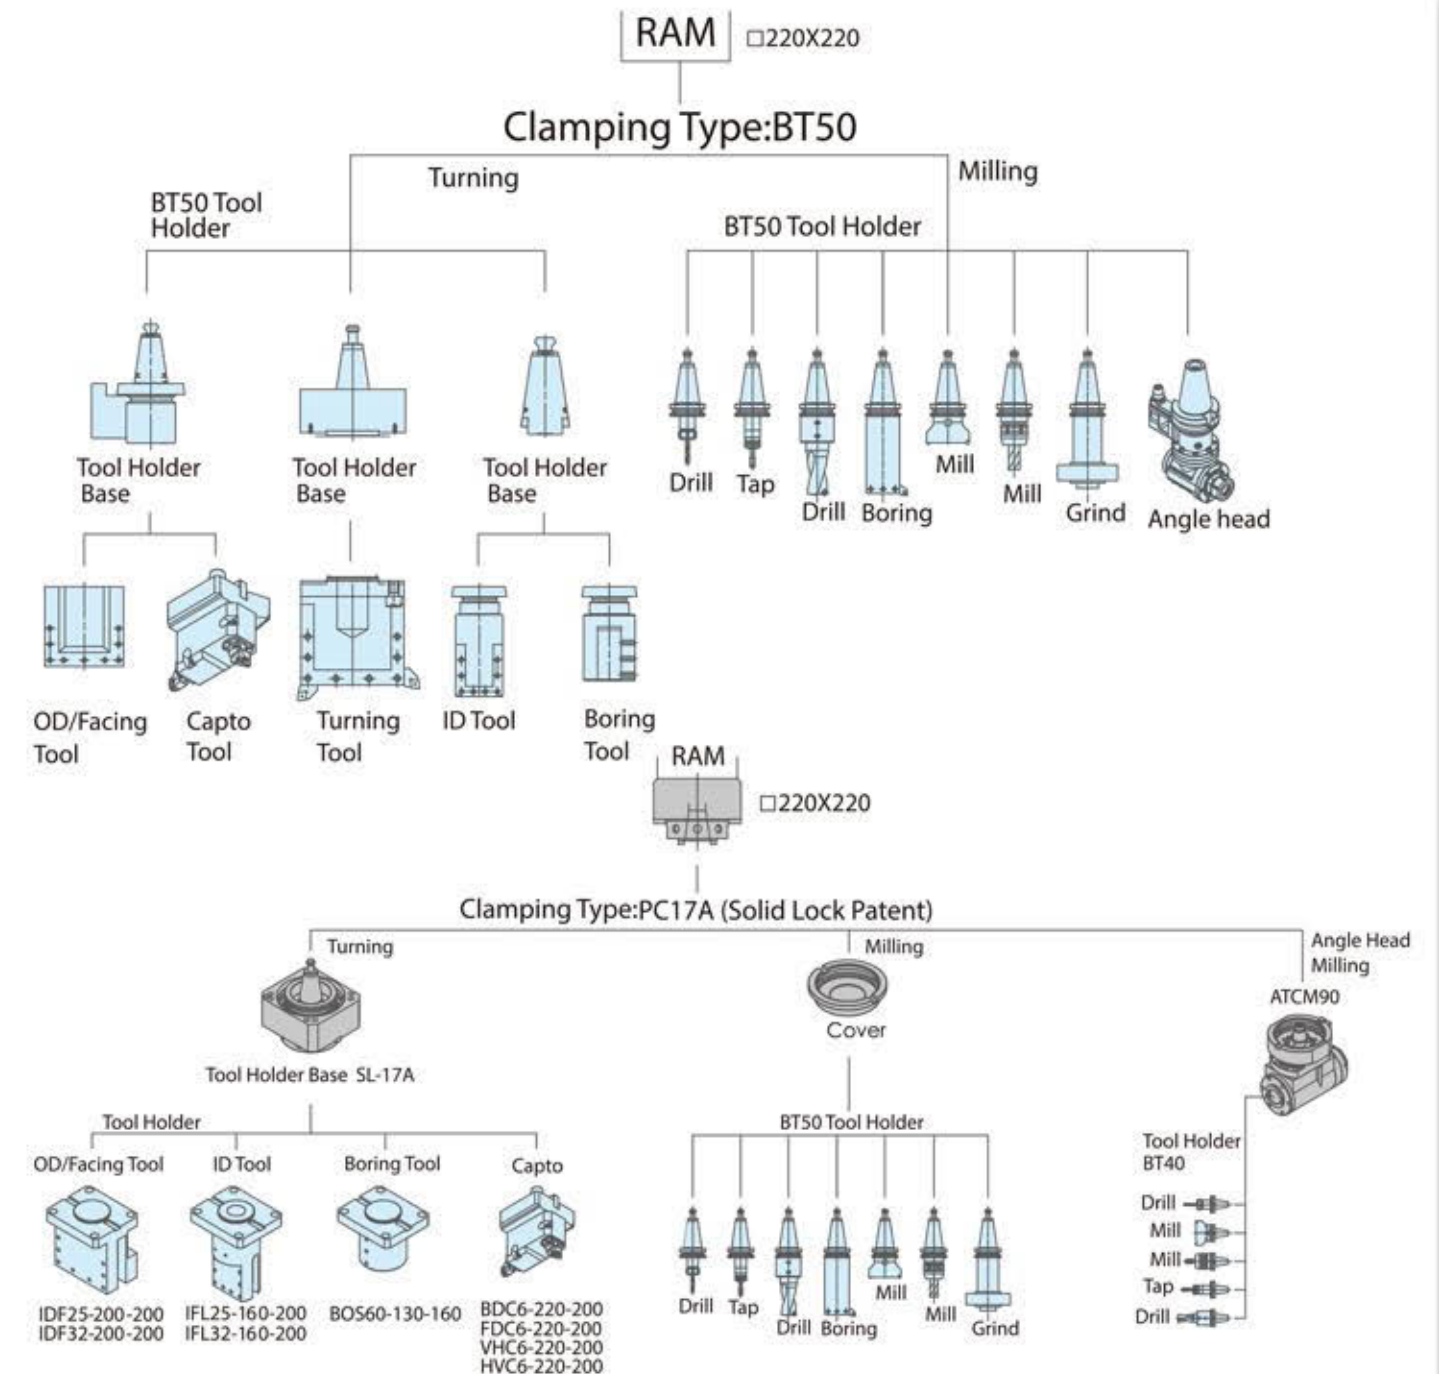 RAM
□220X220
Clamping Type:BT50
Turning
Milling
BT50 Tool
Holder
BT50 Tool Holder
Tool Holder
Base
Tool Holder
Base
Tool Holder
Base
Drill
Tap
Drill
Boring
Mill
Mill
Grind
Angle head
OD/Facing
Tool
Capto
Tool
Turning
Tool
ID Tool
Boring
Tool
RAM
□220X220
Clamping Type:PC17A (Solid Lock Patent)
Turning
Milling
Angle Head
Milling
ATCM90
Cover
Tool Holder Base SL-17A
Tool Holder
OD/Facing Tool
ID Tool
Boring Tool
Capto
IDF25-200-200
IDF32-200-200
IFL25-160-200
IFL32-160-200
BOS60-130-160
BDC6-220-200
FDC6-220-200
VHC6-220-200
HVC6-220-200
BT50 Tool Holder
Drill
Tap
Drill
Boring
Mill
Mill
Grind
Tool Holder
BT40
Drill
Mill
Mill
Tap
Drill